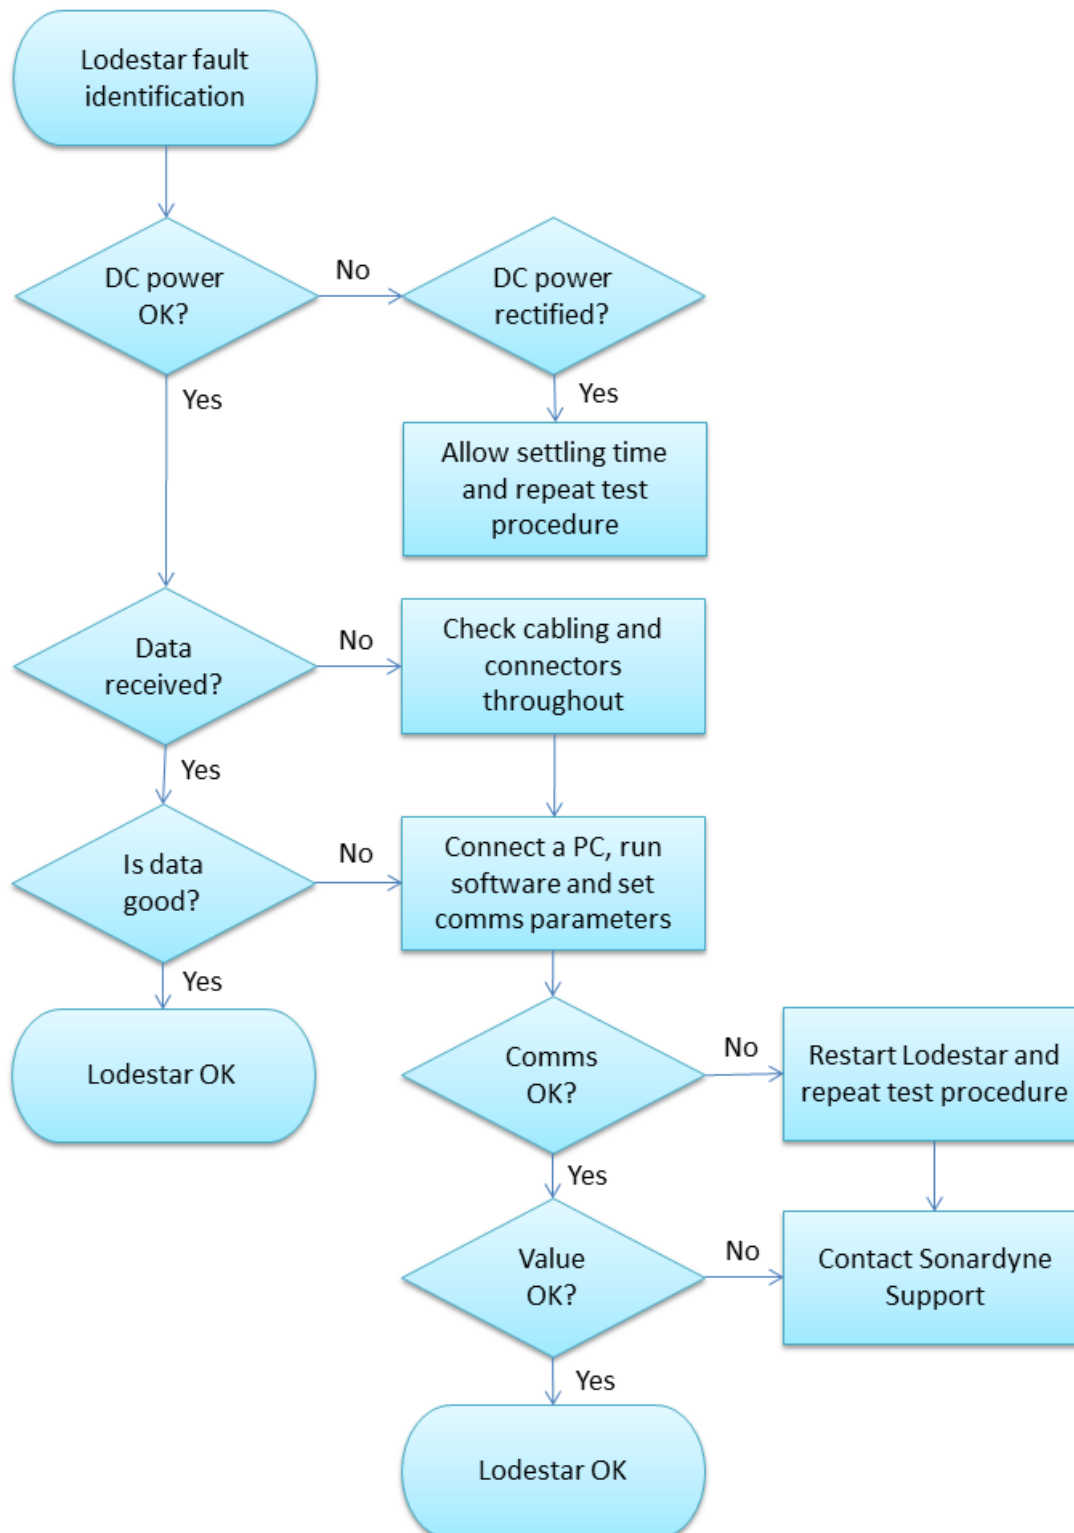 Lodestar fault
identification
DC power
OK?
No
DC power
rectified?
Yes
Yes
Allow settling time
and repeat test
procedure
Data
received?
No
Check cabling and
connectors
throughout
Yes
Is data
good?
No
Connect a PC, run
software and set
comms parameters
Yes
Lodestar OK
Comms
OK?
No
Restart Lodestar and
repeat test procedure
Yes
Value
OK?
No
Contact Sonardyne
Support
Yes
Lodestar OK